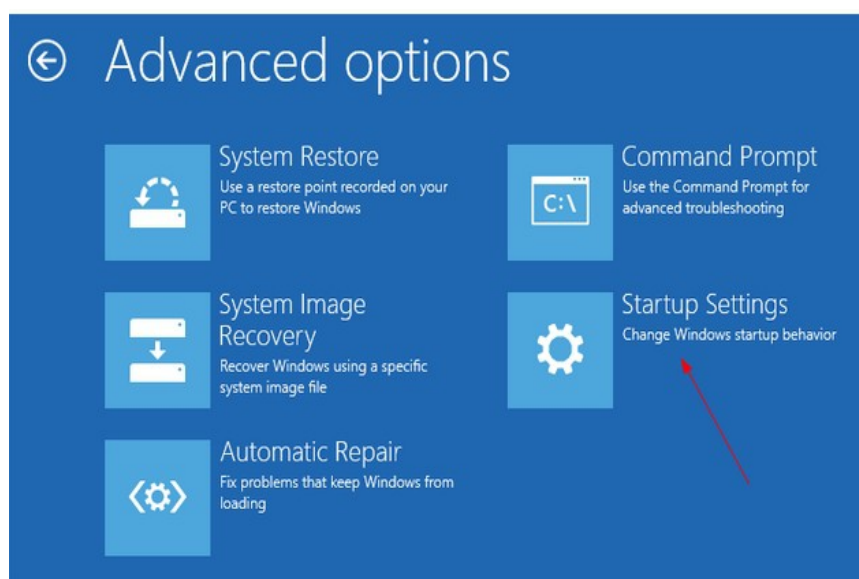 Advanced options
System Restore
Use a restore point recorded on your
PC to restore Windows
System Image
Recovery
Recover Windows using a specific
system image file
Automatic Repair
Fix problems that keep Windows from
loading
C:\
Command Prompt
Use the Command Prompt for
advanced troubleshooting
Startup Settings
Change Windows startup behavior